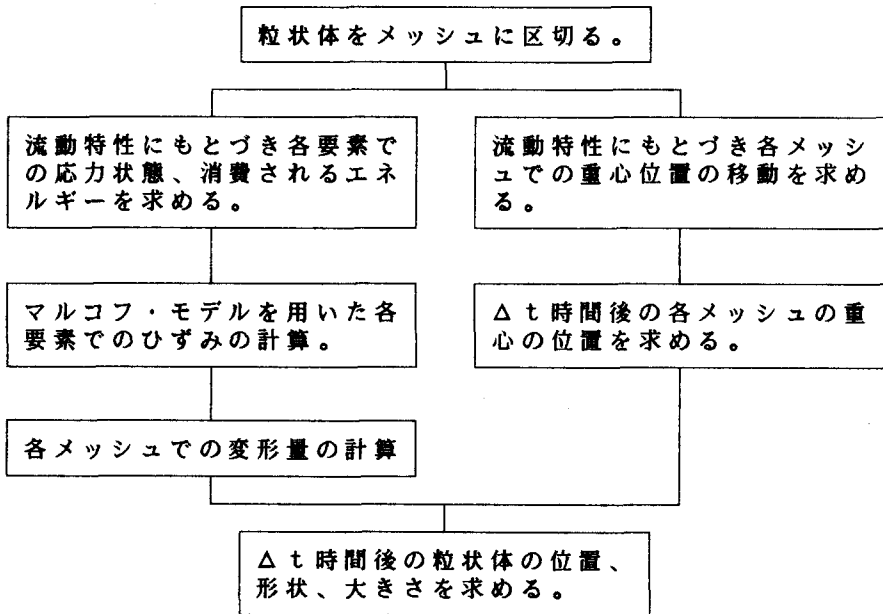 粒状体をメッシュに区切る。
流動特性にもとづき各要素で
の応力状態、消費されるエネ
ルギーを求める。
流動特性にもとづき各メッシ
ュでの重心位置の移動を求め
る。
マルコフ・モデルを用いた各
要素でのひずみの計算。
Δt時間後の各メッシュの重
心の位置を求める。
各メッシュでの変形量の計算
Δt時間後の粒状体の位置、
形状、大きさを求める。